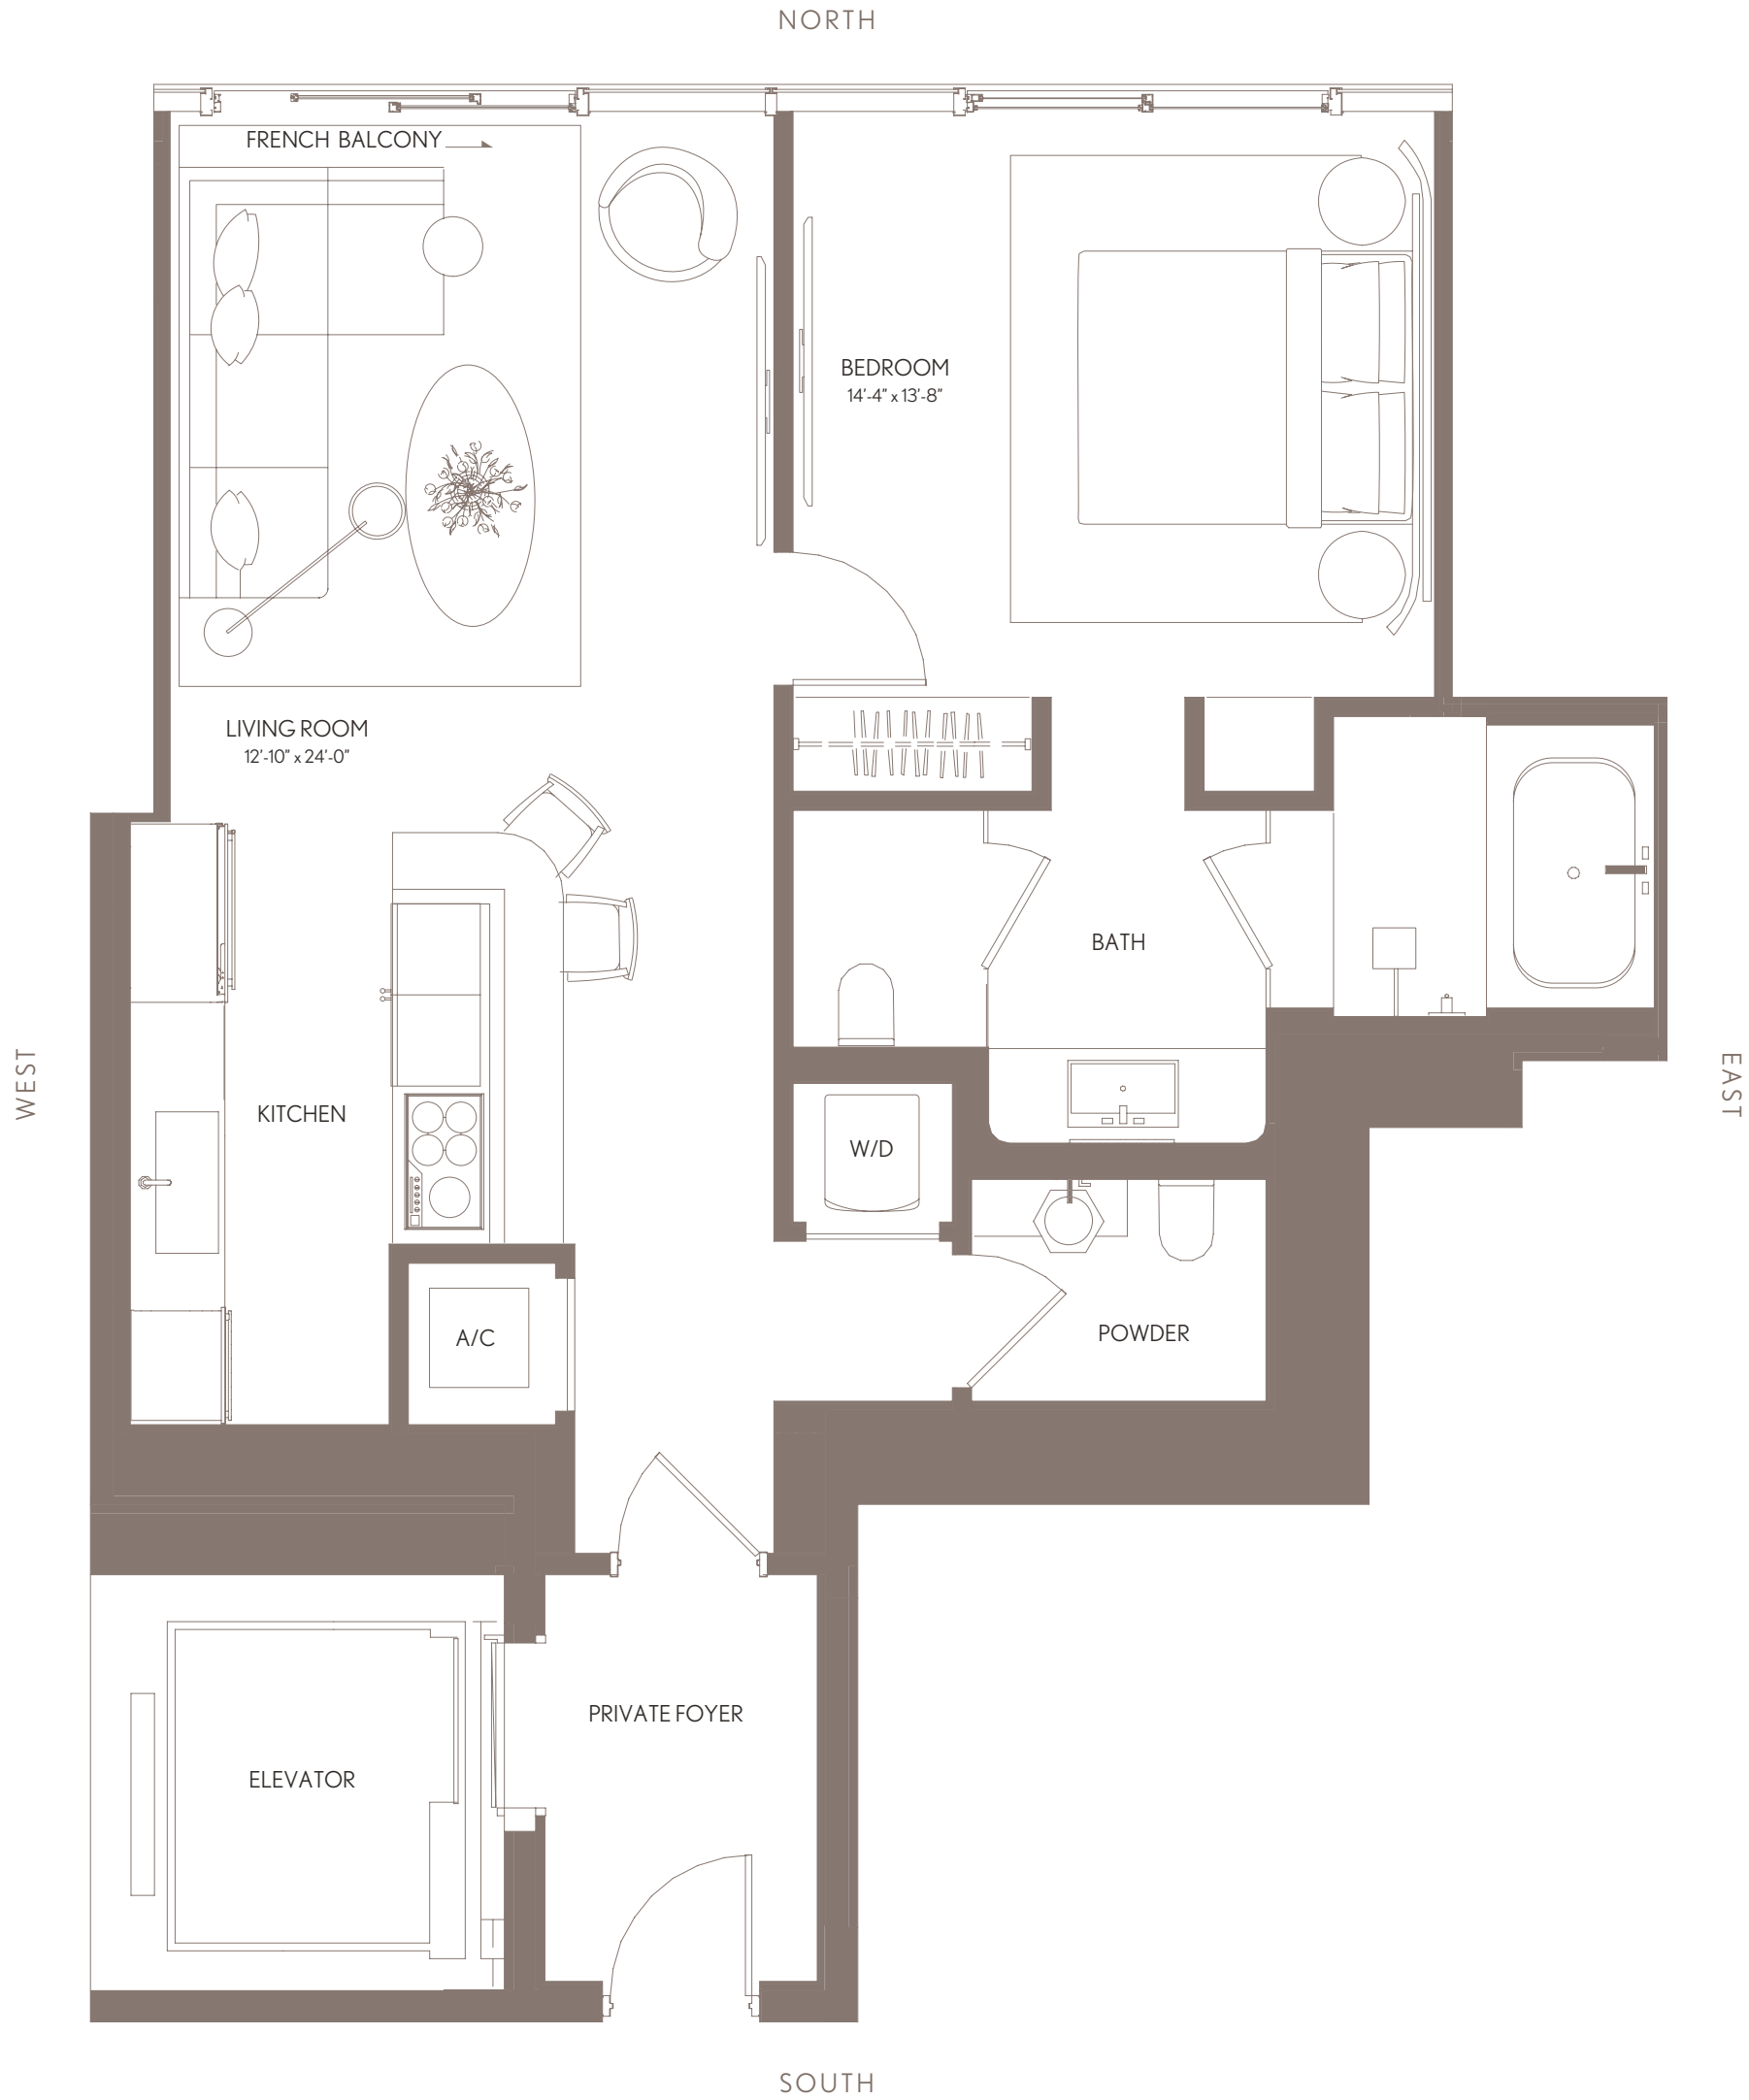 NORTH
FRENCH BALCONY
BEDROOM
14'-4" x 13'-8"
LIVING ROOM
12'-10" x 24'-0"
BATH
WEST
EAST
KITCHEN
W/D
A/C
POWDER
PRIVATE FOYER
ELEVATOR
SOUTH